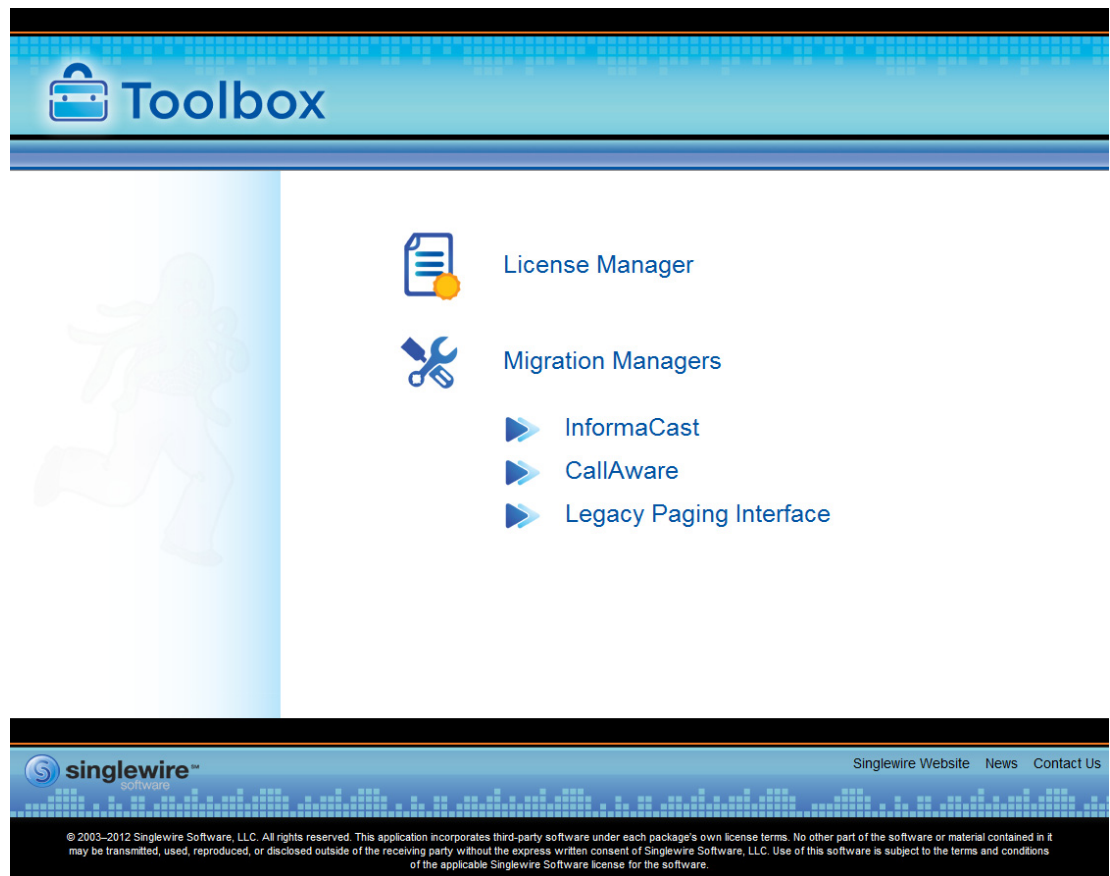 Toolbox
License Manager
Migration Managers
InformaCast
CallAware
Legacy Paging Interface
singlewire℠
software
Singlewire Website News Contact Us
© 2003–2012 Singlewire Software, LLC. All rights reserved. This application incorporates third-party software under each package's own license terms. No other part of the software or material contained in it
may be transmitted, used, reproduced, or disclosed outside of the receiving party without the express written consent of Singlewire Software, LLC. Use of this software is subject to the terms and conditions
of the applicable Singlewire Software license for the software.